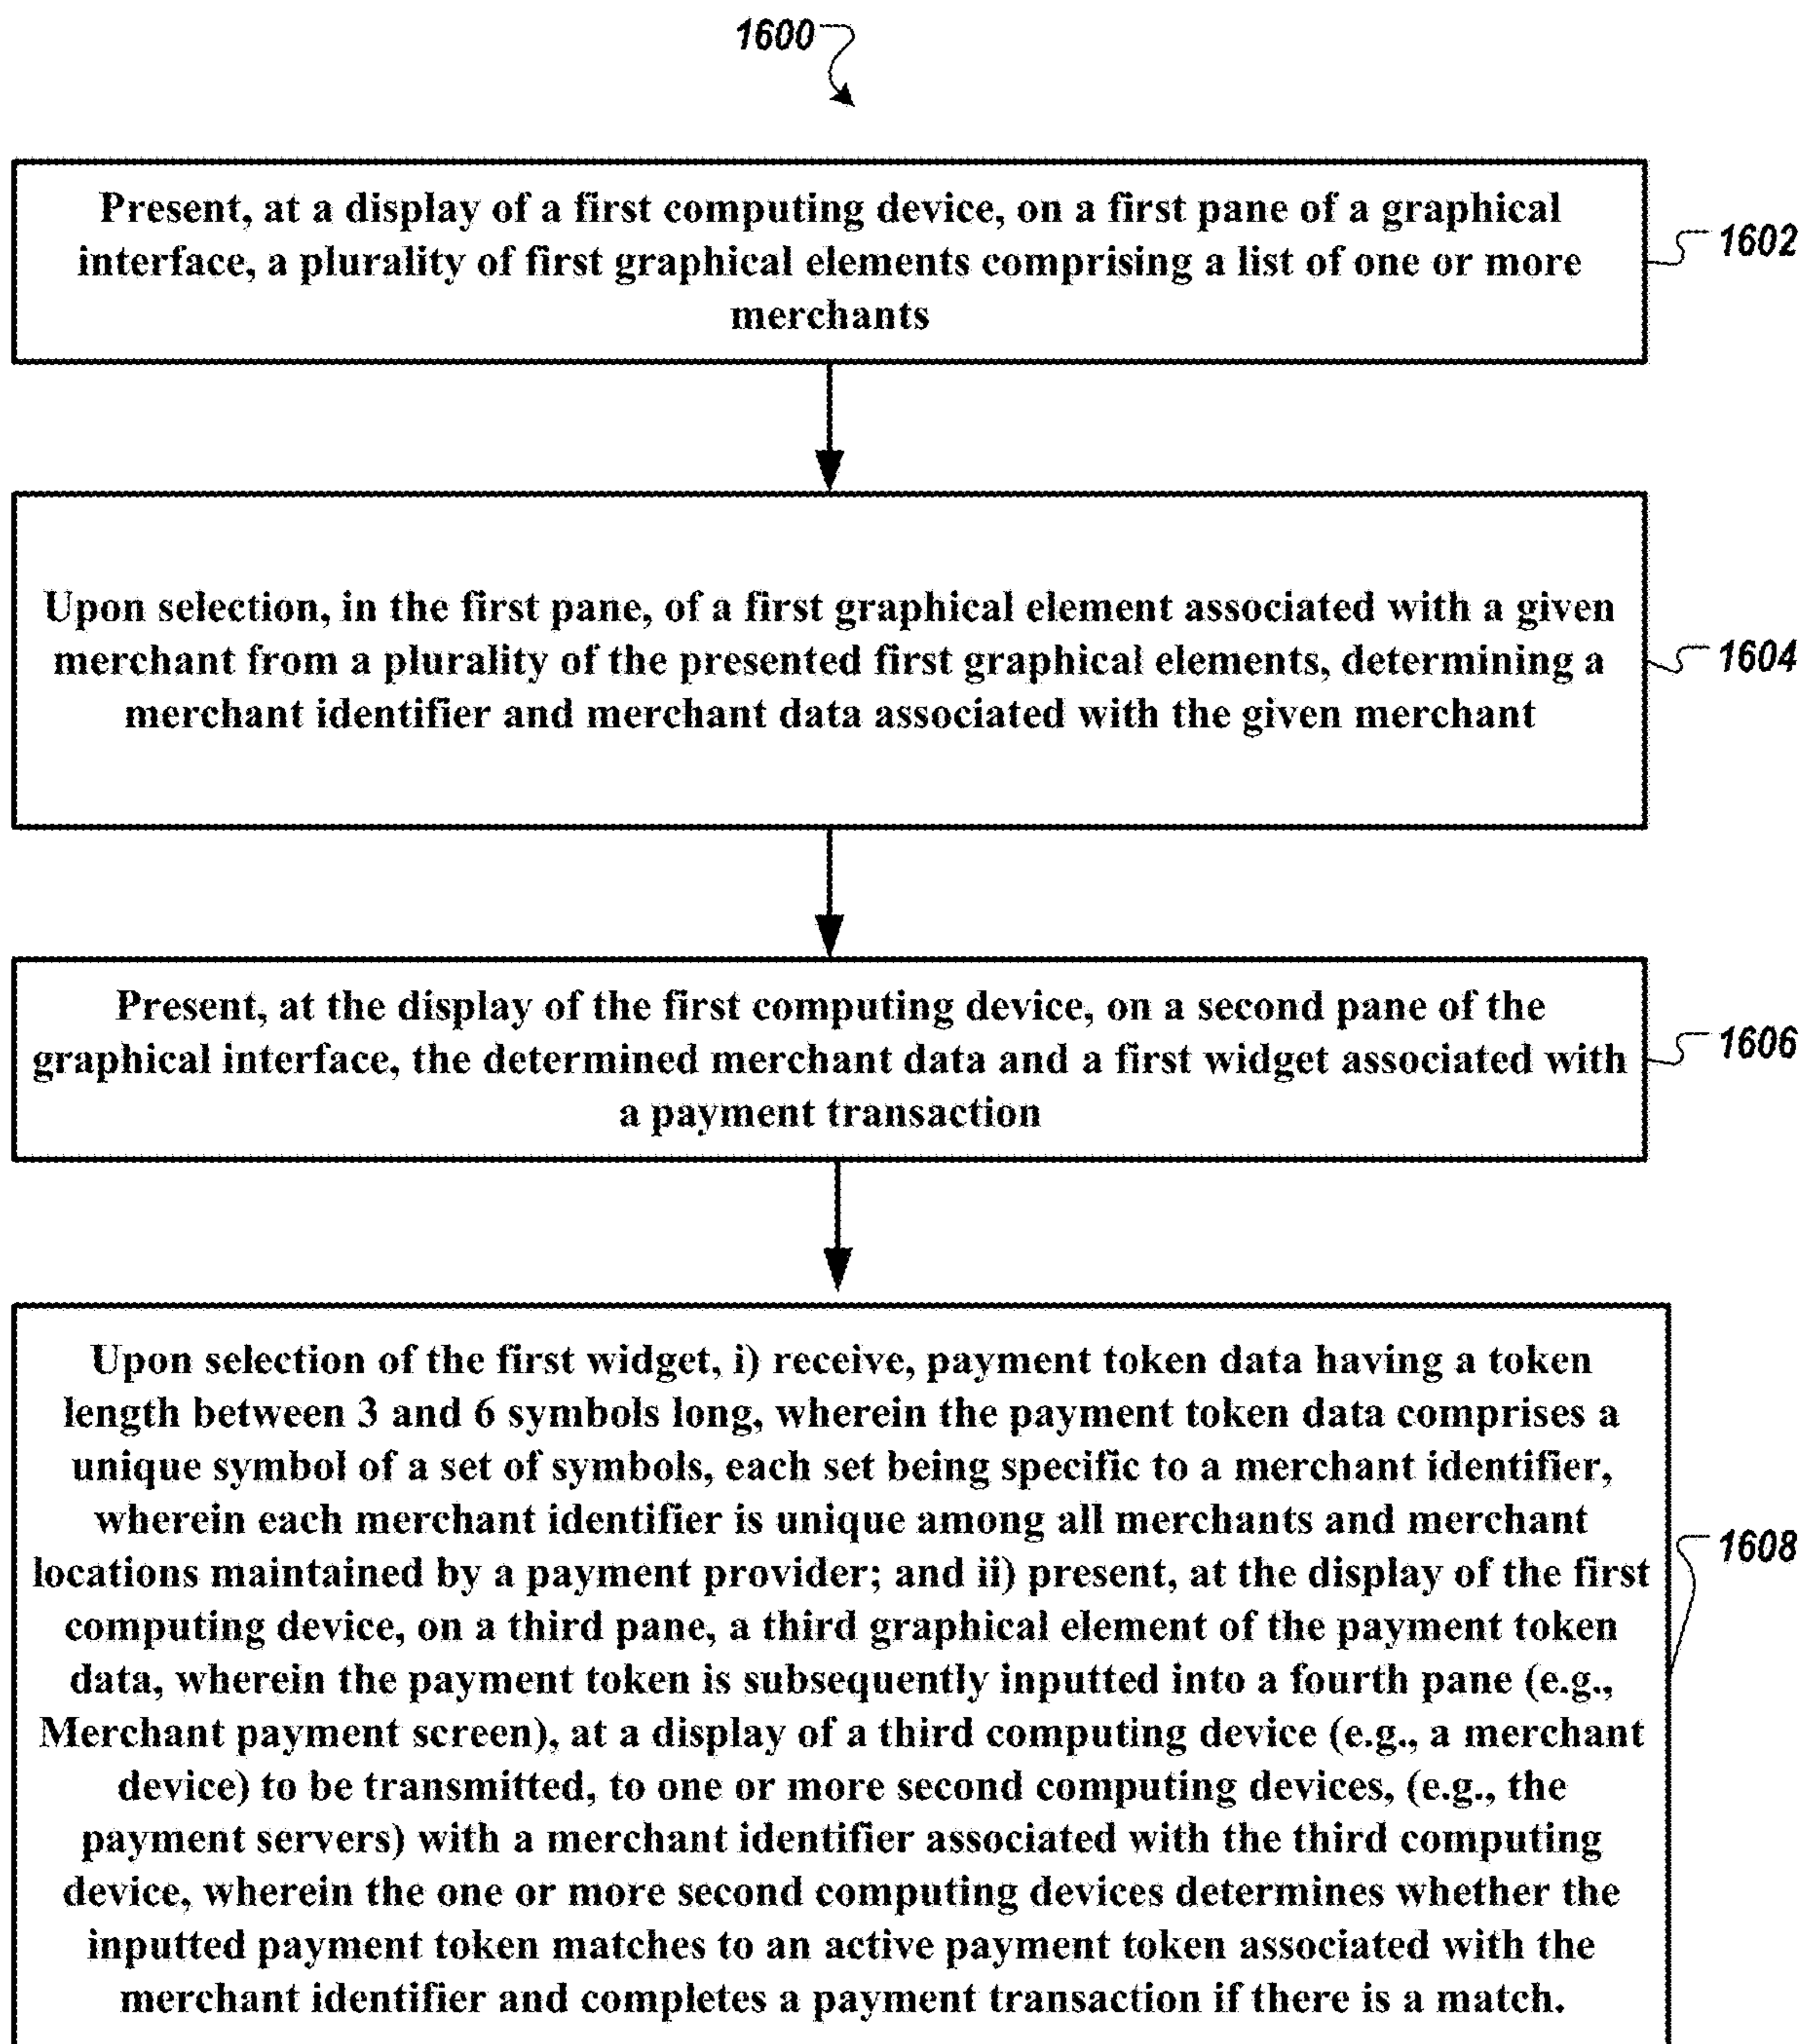 1600
Present, at a display of a first computing device, on a first pane of a graphical
interface, a plurality of first graphical elements comprising a list of one or more
merchants
1602
Upon selection, in the first pane, of a first graphical element associated with a given
merchant from a plurality of the presented first graphical elements, determining a
merchant identifier and merchant data associated with the given merchant
1604
Present, at the display of the first computing device, on a second pane of the
graphical interface, the determined merchant data and a first widget associated with
a payment transaction
1606
Upon selection of the first widget, i) receive, payment token data having a token
length between 3 and 6 symbols long, wherein the payment token data comprises a
unique symbol of a set of symbols, each set being specific to a merchant identifier,
wherein each merchant identifier is unique among all merchants and merchant
locations maintained by a payment provider; and ii) present, at the display of the first
computing device, on a third pane, a third graphical element of the payment token
data, wherein the payment token is subsequently inputted into a fourth pane (e.g.,
Merchant payment screen), at a display of a third computing device (e.g., a merchant
device) to be transmitted, to one or more second computing devices, (e.g., the
payment servers) with a merchant identifier associated with the third computing
device, wherein the one or more second computing devices determines whether the
inputted payment token matches to an active payment token associated with the
merchant identifier and completes a payment transaction if there is a match.
1608